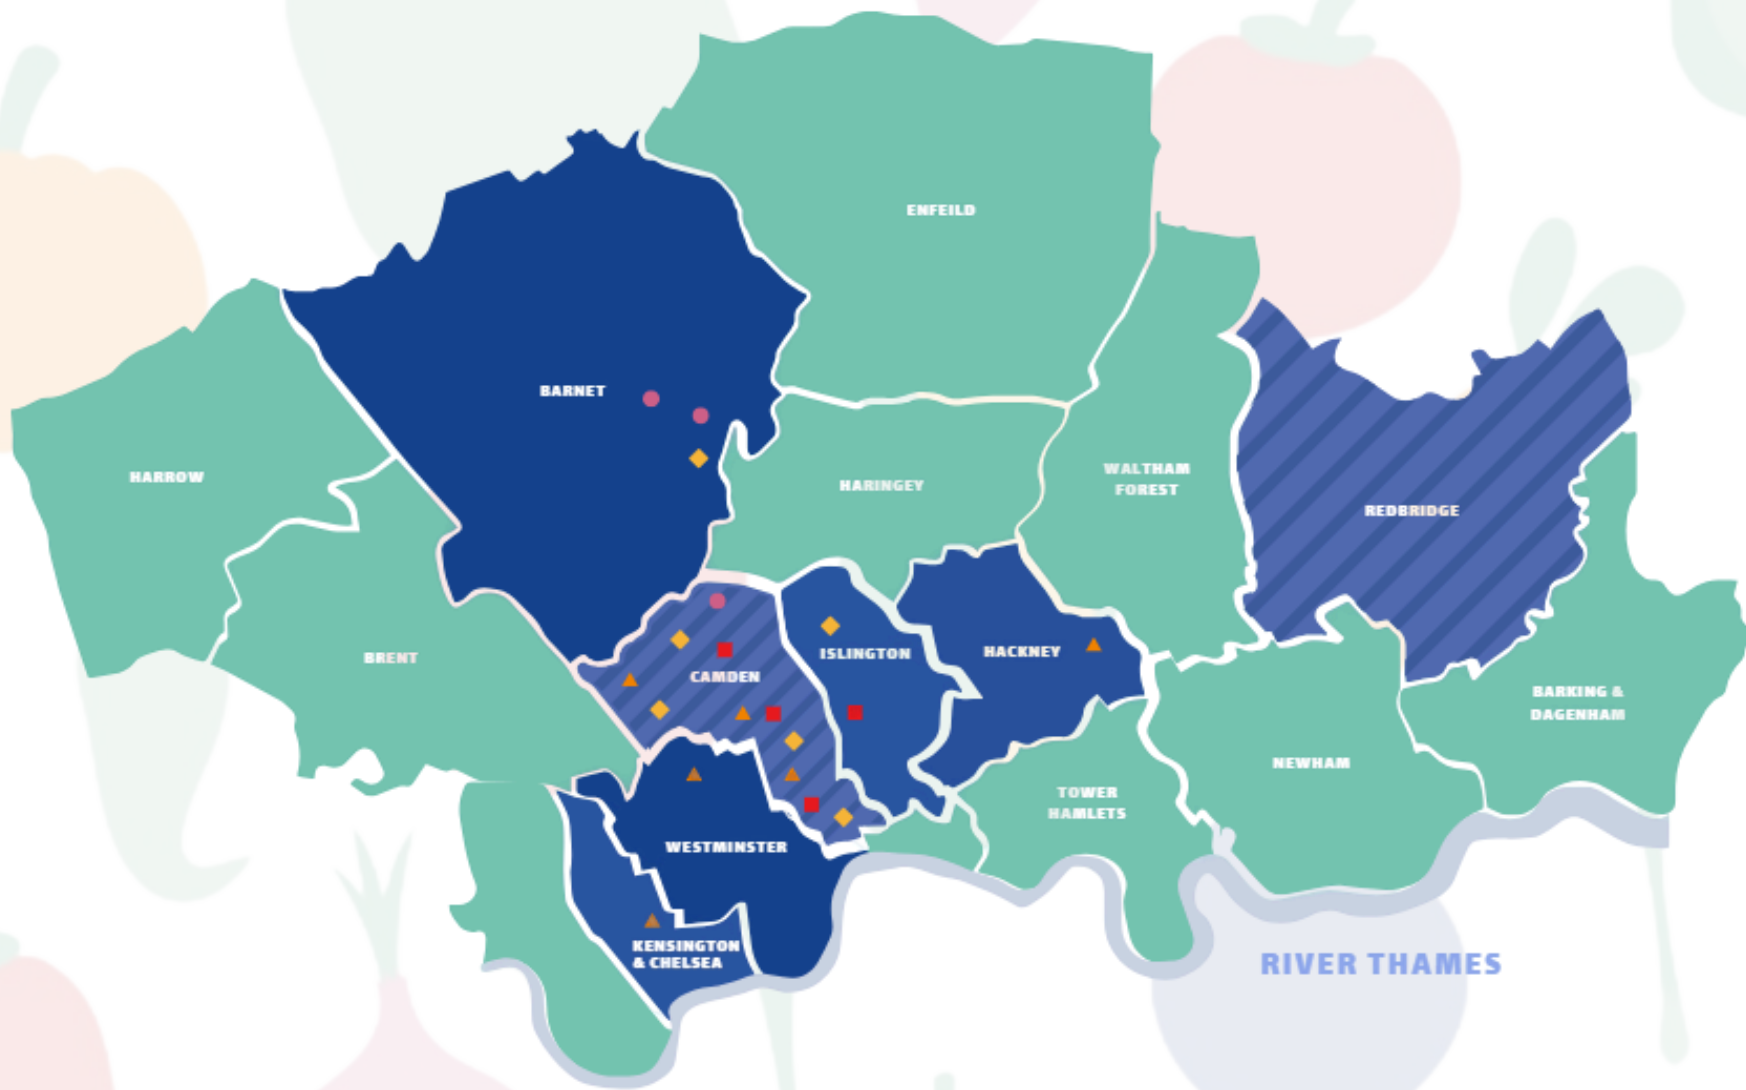 ENFEILD
BARNET
HARROW
HARINGEY
WALTHAM
FOREST
REDBRIDGE
BRENT
CAMDEN
ISLINGTON
HACKNEY
BARKING &
DAGENHAM
NEWHAM
TOWER
HAMLETS
WESTMINSTER
KENSINGTON
& CHELSEA
RIVER THAMES